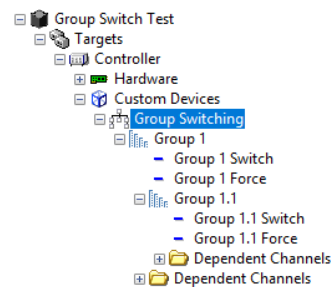 Group Switch Test
Targets
Controller
Hardware
Custom Devices
Group Switching
Group 1
Group 1 Switch
Group 1 Force
Group 1.1
Group 1.1 Switch
Group 1.1 Force
Dependent Channels
Dependent Channels